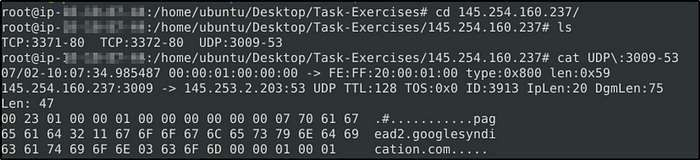 root@ip- :/home/ubuntu/Desktop/Task-Exercises# cd 145.254.160.237/
root@ip- :/home/ubuntu/Desktop/Task-Exercises/145.254.160.237# ls
TCP:3371-80 TCP:3372-80 UDP:3009-53
root@ip- :/home/ubuntu/Desktop/Task-Exercises/145.254.160.237# cat UDP\:3009-53
07/02-10:07:34.985487 00:00:01:00:00:00 -> FE:FF:20:00:01:00 type:0x800 len:0x59
145.254.160.237:3009 -> 145.253.2.203:53 UDP TTL:128 TOS:0x0 ID:3913 IpLen:20 DgmLen:75
Len: 47
00 23 01 00 00 01 00 00 00 00 00 00 07 70 61 67 .#...........pag
65 61 64 32 11 67 6F 6F 67 6C 65 73 79 6E 64 69 ead2.googlesyndi
63 61 74 69 6F 6E 03 63 6F 6D 00 00 01 00 01 cation.com.....